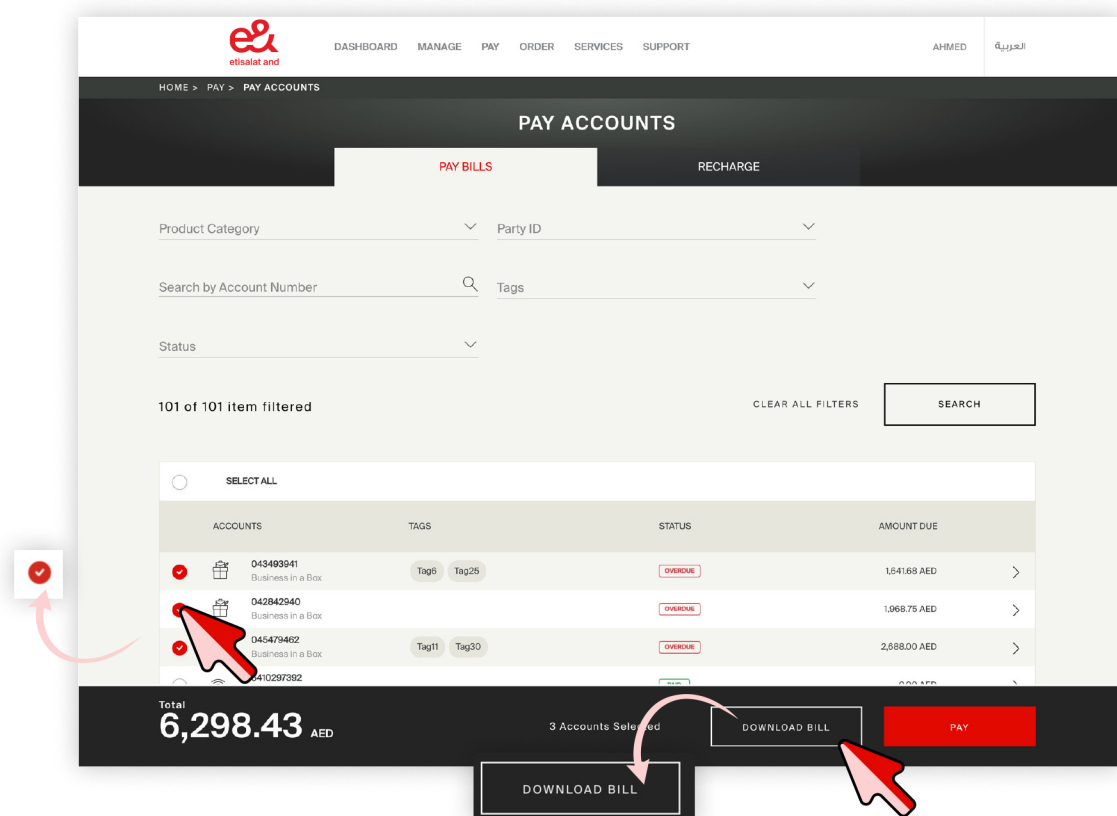 e&
etisalat and
DASHBOARD MANAGE PAY ORDER SERVICES SUPPORT AHMED العربية
HOME > PAY > PAY ACCOUNTS
PAY ACCOUNTS
PAY BILLS RECHARGE
Product Category Party ID
Search by Account Number Tags
Status
101 of 101 item filtered CLEAR ALL FILTERS SEARCH
SELECT ALL
ACCOUNTS TAGS STATUS AMOUNT DUE
043493941
Business in a Box Tag6 Tag25 OVERDUE 1,641.68 AED
042842940
Business in a Box OVERDUE 1,968.75 AED
045479462
Business in a Box Tag11 Tag30 OVERDUE 2,688.00 AED
0.00 AED
Total
6,298.43 AED 3 Accounts Selected DOWNLOAD BILL PAY
DOWNLOAD BILL